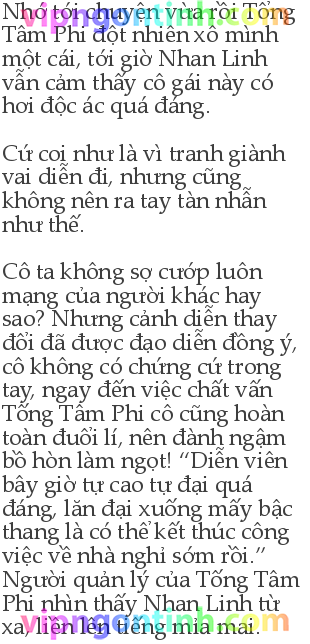 Nhớ tới chuyện vừa rồi Tống
Tâm Phi đột nhiên xô mình
một cái, tới giờ Nhan Linh
vẫn cảm thấy cô gái này có
hơi độc ác quá đáng.
Cứ coi như là vì tranh giành
vai diễn đi, nhưng cũng
không nên ra tay tàn nhẫn
như thế.
Cô ta không sợ cướp luôn
mạng của người khác hay
sao? Nhưng cảnh diễn thay
đổi đã được đạo diễn đồng ý,
cô không có chứng cứ trong
tay, ngay đến việc chất vấn
Tống Tâm Phi cô cũng hoàn
toàn đuổi lí, nên đành ngậm
bồ hòn làm ngọt! “Diễn viên
bây giờ tự cao tự đại quá
đáng, lăn đại xuống mấy bậc
thang là có thể kết thúc công
việc về nhà nghỉ sớm rồi.”
Người quản lý của Tống Tâm
Phi nhìn thấy Nhan Linh từ
xa, liền lên tiếng mỉa mai.
vipngontinh.com
vipngontinh.com